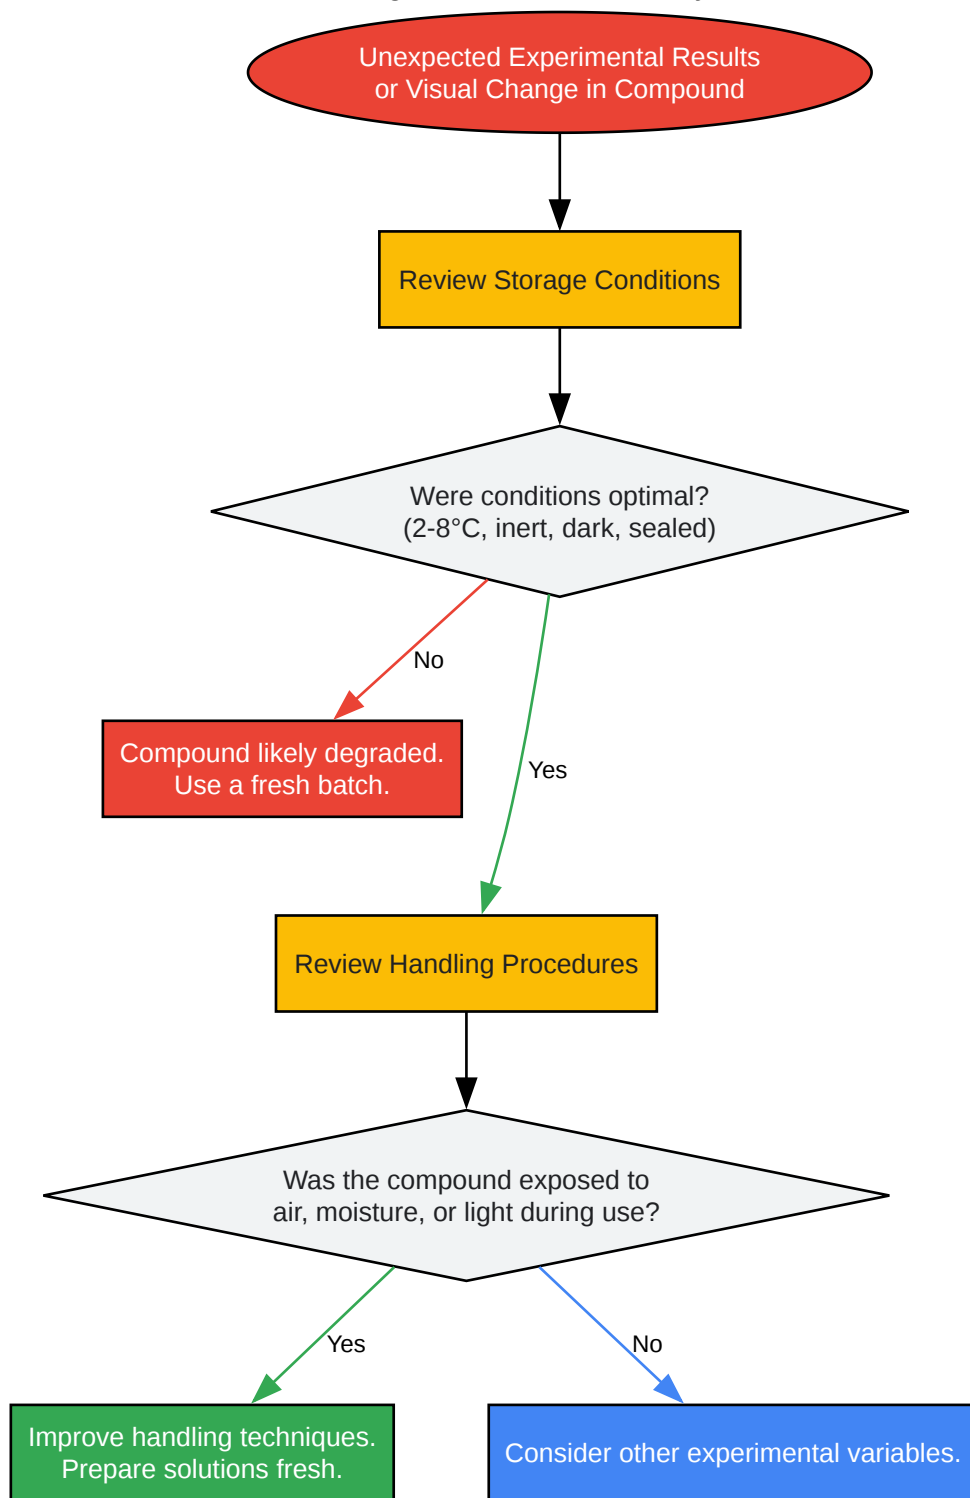 Unexpected Experimental Results
or Visual Change in Compound
Review Storage Conditions
Were conditions optimal?
(2-8°C, inert, dark, sealed)
No
Compound likely degraded.
Use a fresh batch.
Yes
Review Handling Procedures
Was the compound exposed to
air, moisture, or light during use?
Yes
No
Improve handling techniques.
Prepare solutions fresh.
Consider other experimental variables.